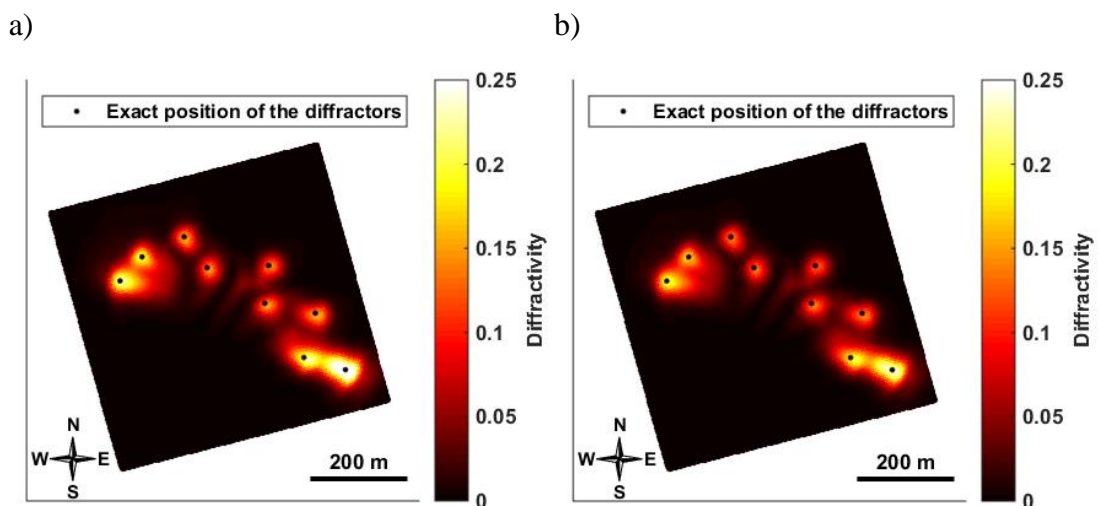 a)
b)
Exact position of the diffractors
0.25
0.2
0.15
0.1
0.05
0
Diffractivity
N
W E
S
200 m
Exact position of the diffractors
0.25
0.2
0.15
0.1
0.05
0
Diffractivity
N
W E
S
200 m